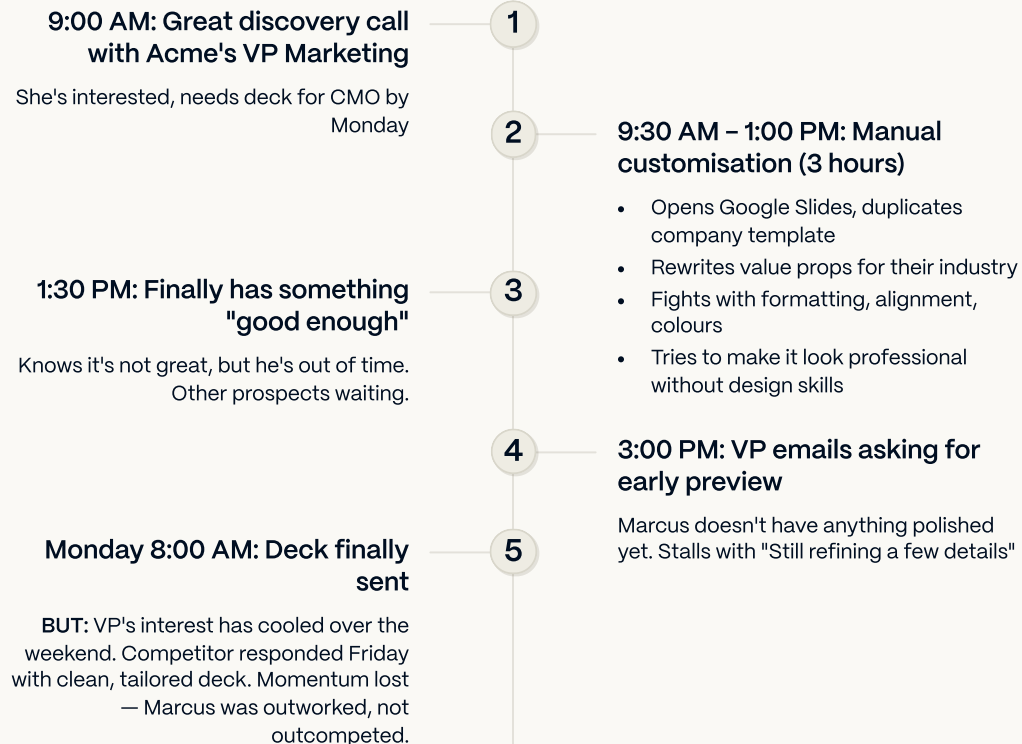 1
9:00 AM: Great discovery call
with Acme's VP Marketing
She's interested, needs deck for CMO by
Monday
2
9:30 AM – 1:00 PM: Manual
customisation (3 hours)
• Opens Google Slides, duplicates
company template
• Rewrites value props for their industry
• Fights with formatting, alignment,
colours
• Tries to make it look professional
without design skills
3
1:30 PM: Finally has something
"good enough"
Knows it's not great, but he's out of time.
Other prospects waiting.
4
3:00 PM: VP emails asking for
early preview
Marcus doesn't have anything polished
yet. Stalls with "Still refining a few details"
5
Monday 8:00 AM: Deck finally
sent
BUT: VP's interest has cooled over the
weekend. Competitor responded Friday
with clean, tailored deck. Momentum lost
— Marcus was outworked, not
outcompeted.